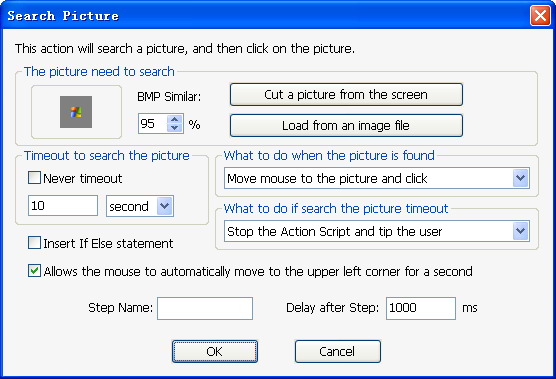 Search Picture
This action will search a picture, and then click on the picture.
The picture need to search
BMP Similar:
95 %
Cut a picture from the screen
Load from an image file
Timeout to search the picture
Never timeout
10 second
What to do when the picture is found
Move mouse to the picture and click
What to do if search the picture timeout
Stop the Action Script and tip the user
Insert If Else statement
Allows the mouse to automatically move to the upper left corner for a second
Step Name: Delay after Step: 1000 ms
OK Cancel